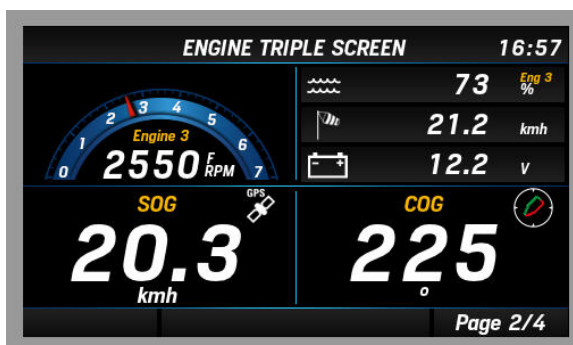 ENGINE TRIPLE SCREEN 16:57
0 1 2 3 4 5 6 7
Engine 3
2550 F RPM
73 Eng 3 %
21.2 kmh
- +
12.2 V
SOG GPS
20.3
kmh
COG
225
°
Page 2/4